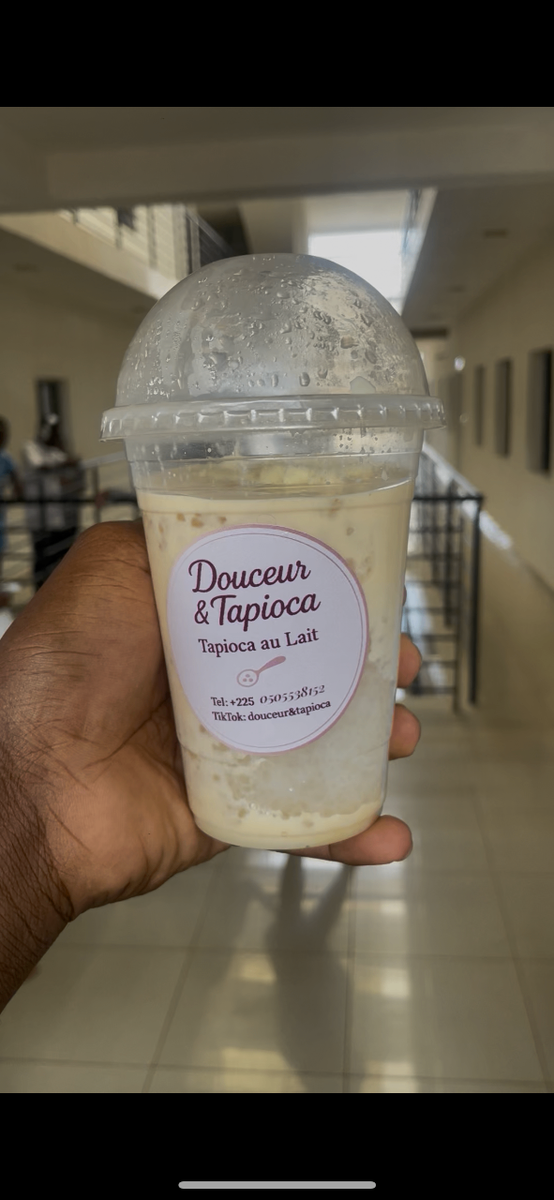 Douceur
& Tapioca
Tapioca au Lait
Tel: +225 0505538152
TikTok: douceur&tapioca